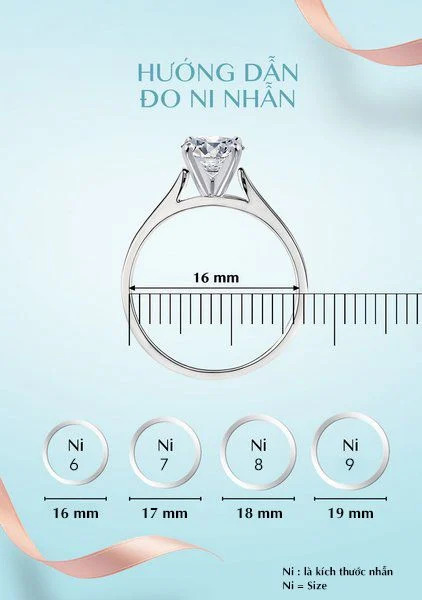 HƯỚNG DẪN
ĐO NI NHẪN
16 mm
Ni Ni Ni Ni
6 7 8 9
16 mm 17 mm 18 mm 19 mm
Ni : là kích thước nhẫn
Ni = Size